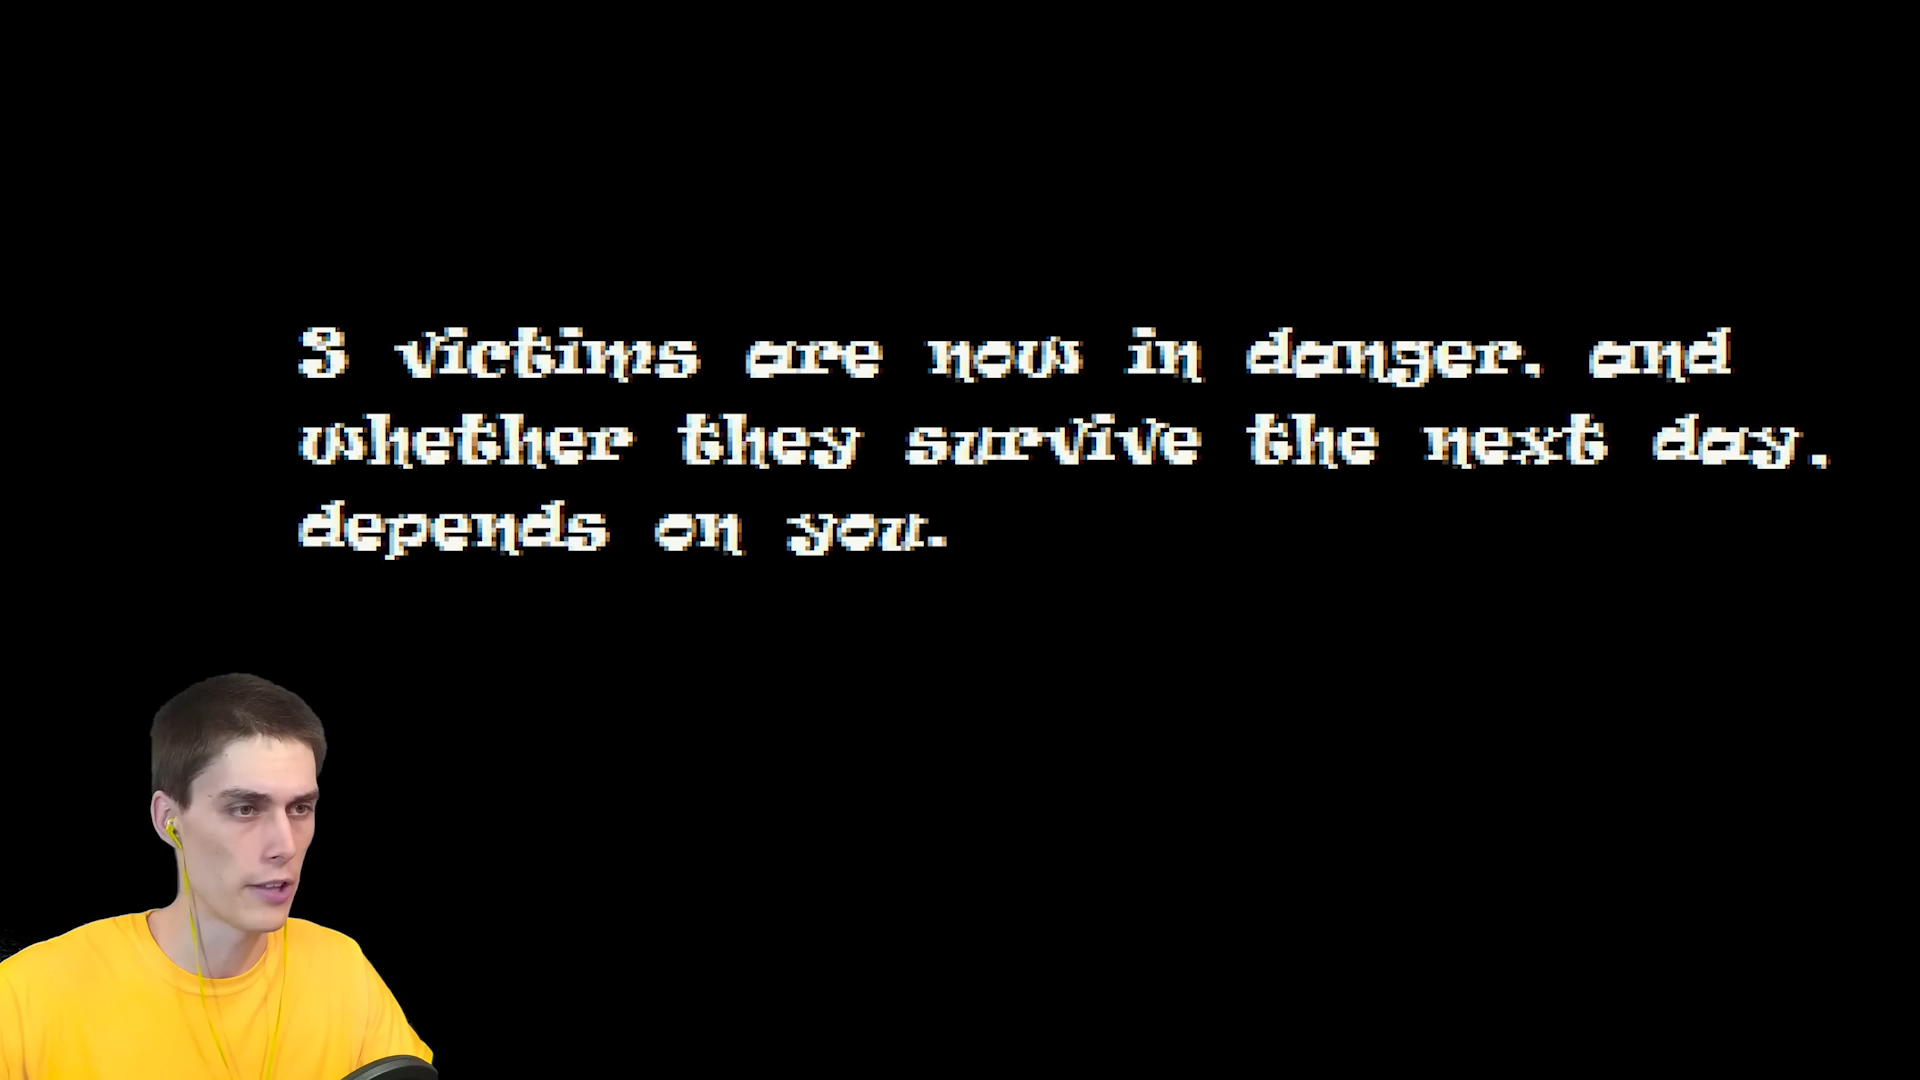 3 victims are now in danger, and
whether they survive the next day,
depends on you.